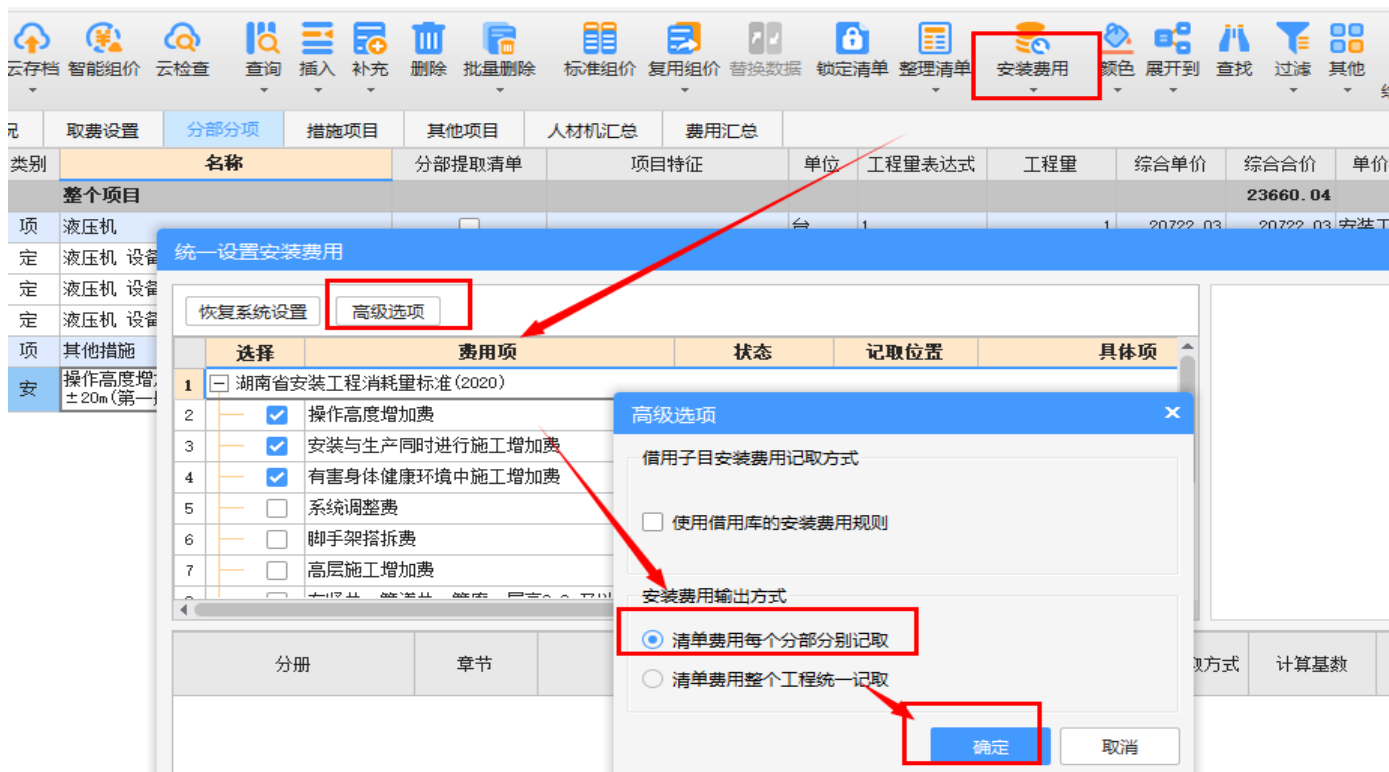 云存档 智能组价 云检查 查询 插入 补充 删除 批量删除 标准组价 复用组价 替换数据 锁定清单 整理清单 安装费用 颜色 展开到 查找 过滤 其他
取费设置 分部分项 措施项目 其他项目 人材机汇总 费用汇总
类别 名称 分部提取清单 项目特征 单位 工程量表达式 工程量 综合单价 综合合价 单价
整个项目 23660.04
项 液压机 台 1 1 20722.03 20722.03 安装工
定 液压机 设备
定 液压机 设备
定 液压机 设备
项 其他措施
安 操作高度增
±20m(第一
统一设置安装费用
恢复系统设置 高级选项
选择 费用项 状态 记取位置 具体项
1 湖南省安装工程消耗量标准(2020)
2 操作高度增加费
3 安装与生产同时进行施工增加费
4 有害身体健康环境中施工增加费
5 系统调整费
6 脚手架搭拆费
7 高层施工增加费
分册 章节 取方式 计算基数
高级选项
借用子目安装费用记取方式
使用借用库的安装费用规则
安装费用输出方式
清单费用每个分部分别记取
清单费用整个工程统一记取
确定 取消